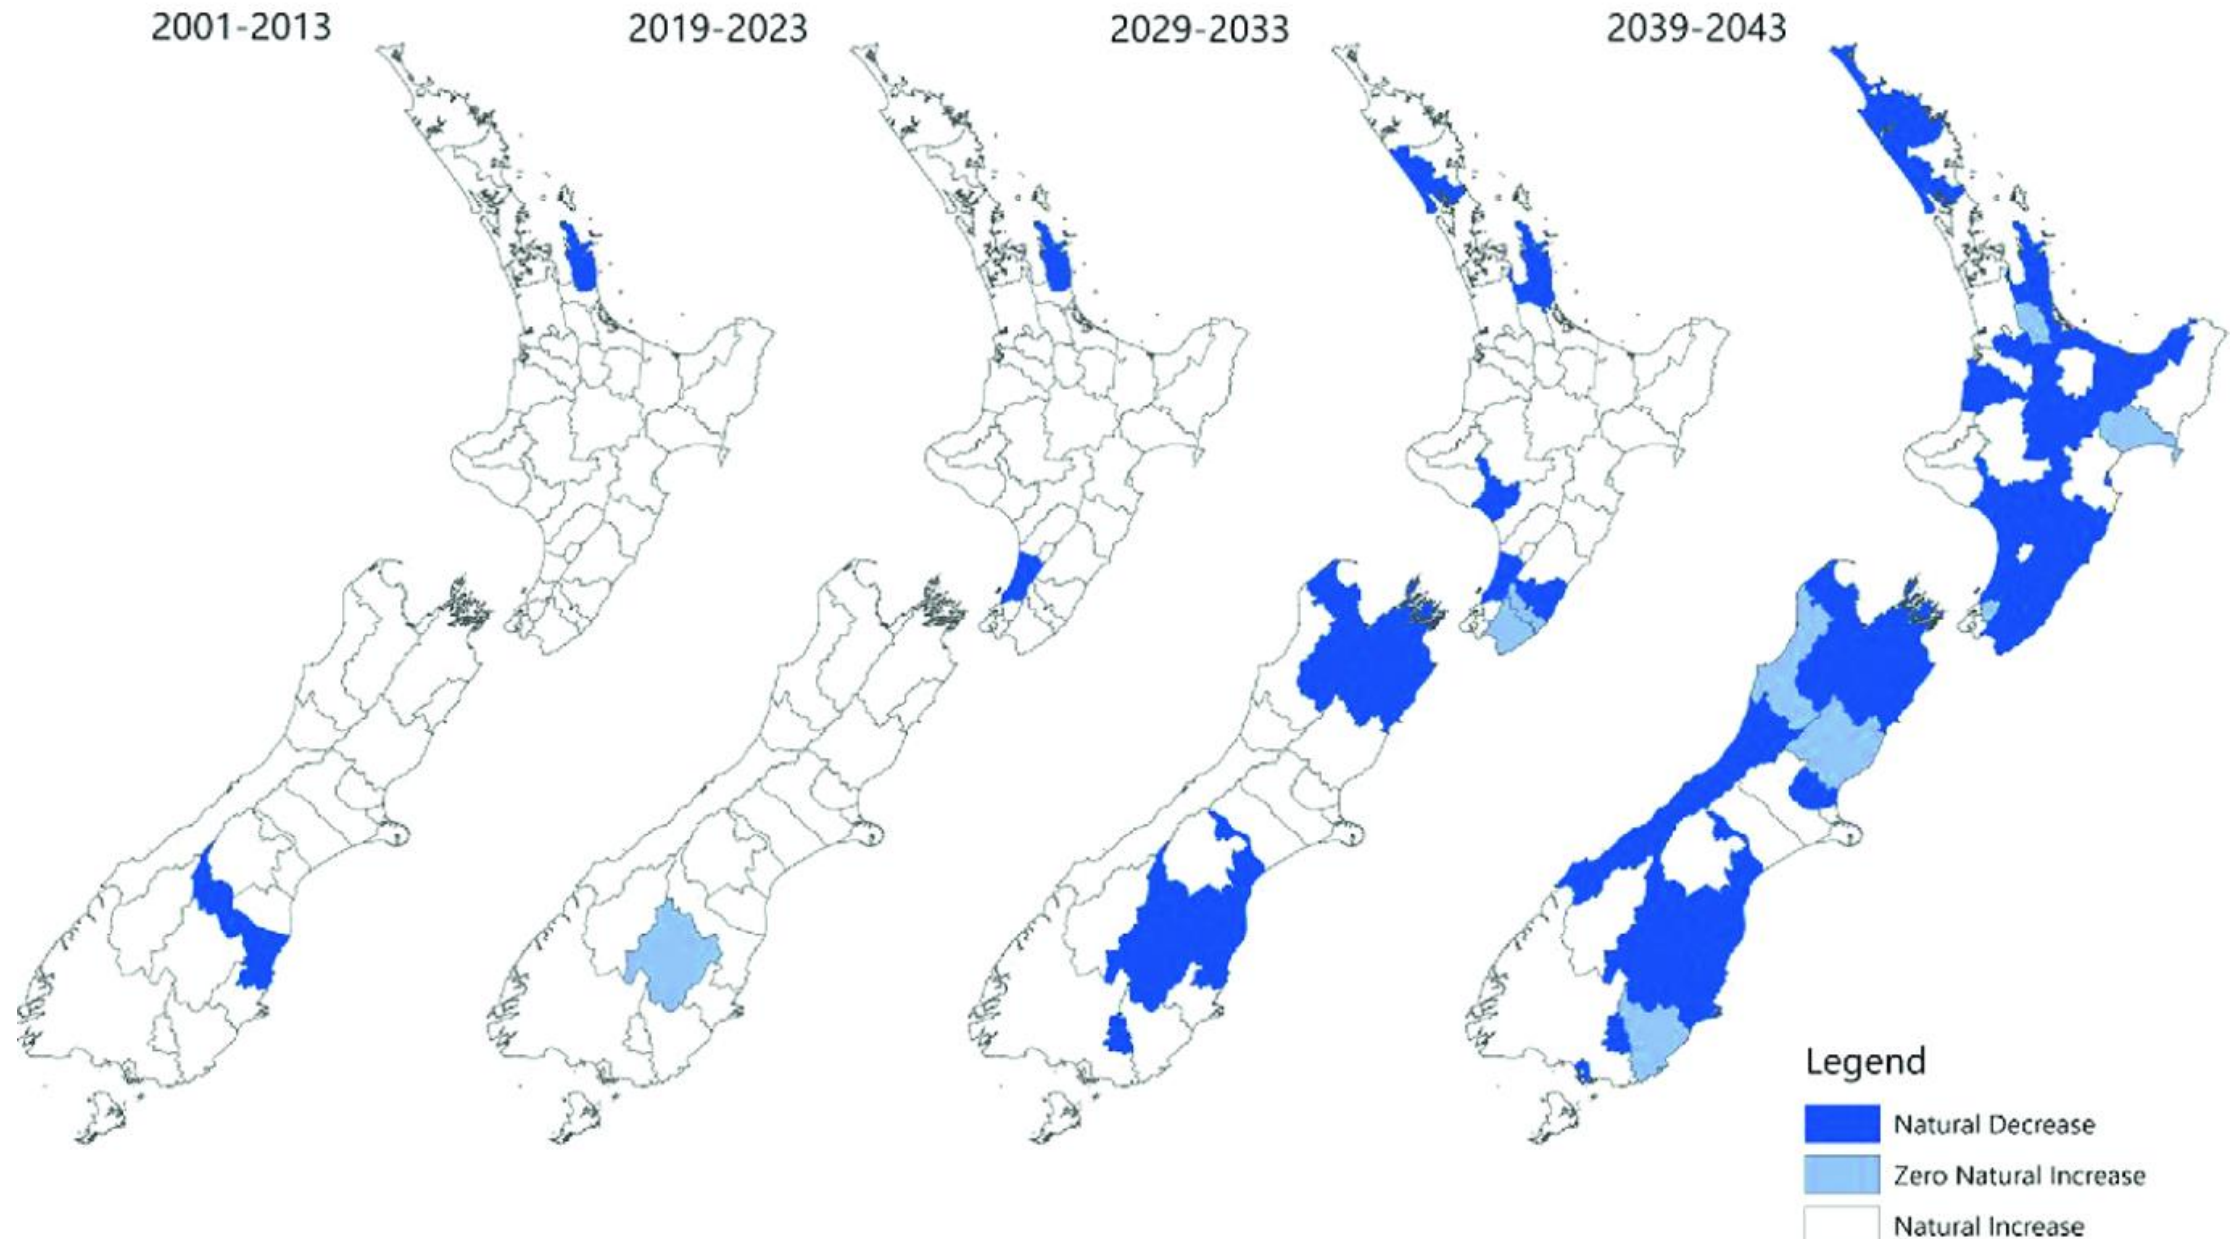 2001-2013
2019-2023
2029-2033
2039-2043
Legend
Natural Decrease
Zero Natural Increase
Natural Increase